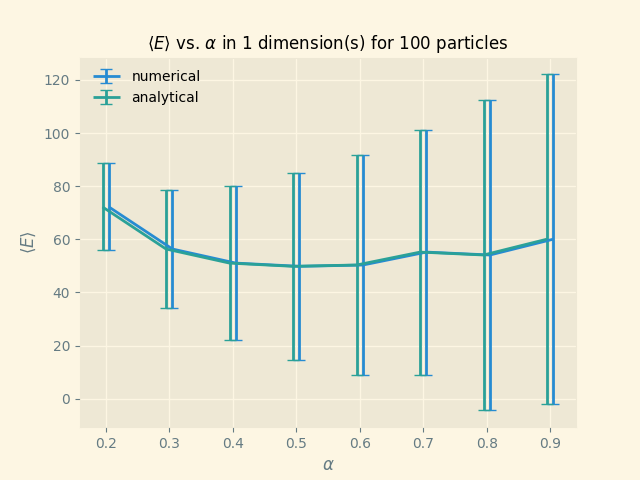 ⟨E⟩ vs. α in 1 dimension(s) for 100 particles
numerical
analytical
120
100
80
60
40
20
0
⟨E⟩
0.2 0.3 0.4 0.5 0.6 0.7 0.8 0.9
α